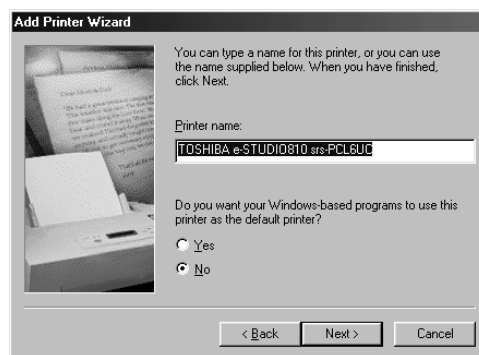 Add Printer Wizard
You can type a name for this printer, or you can use
the name supplied below. When you have finished,
click Next.
Printer name:
TOSHIBA e-STUDIO810 srs-PCL6UC
Do you want your Windows-based programs to use this
printer as the default printer?
Yes
No
< Back Next > Cancel